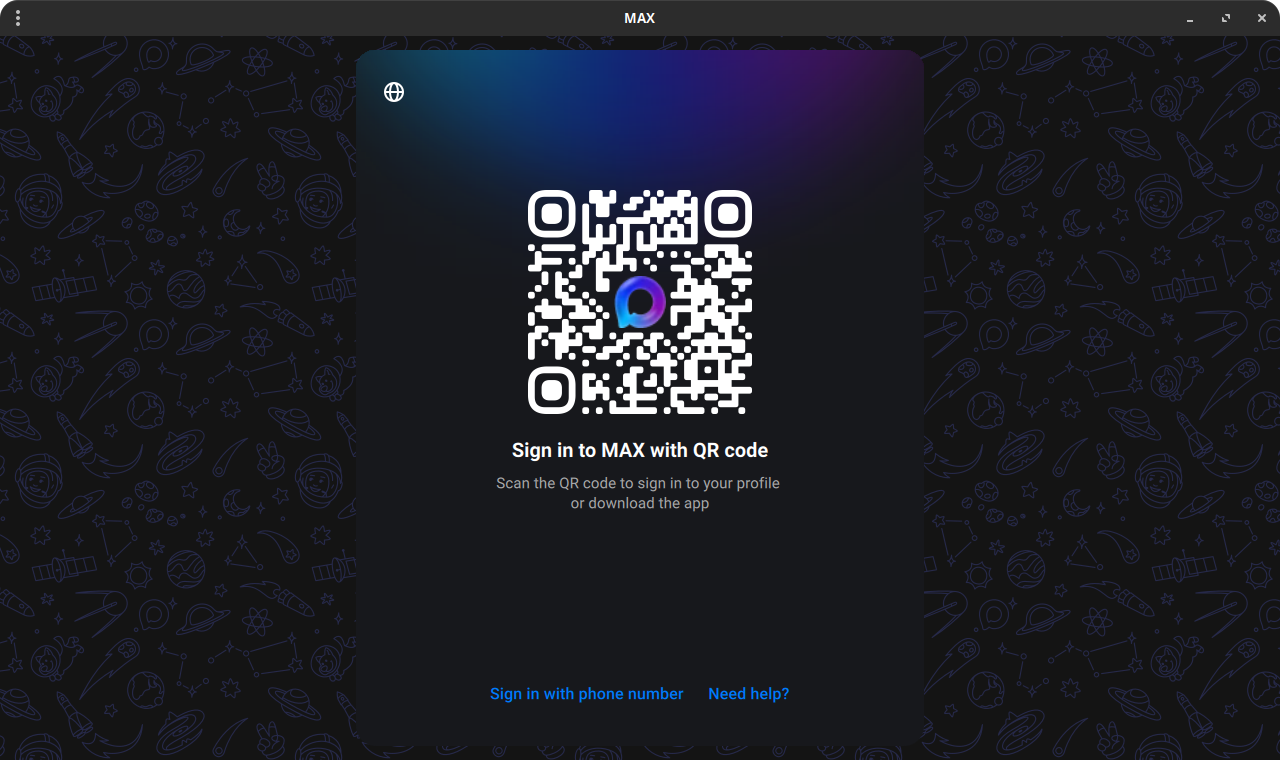 MAX
Sign in to MAX with QR code
Scan the QR code to sign in to your profile
or download the app
Sign in with phone number
Need help?